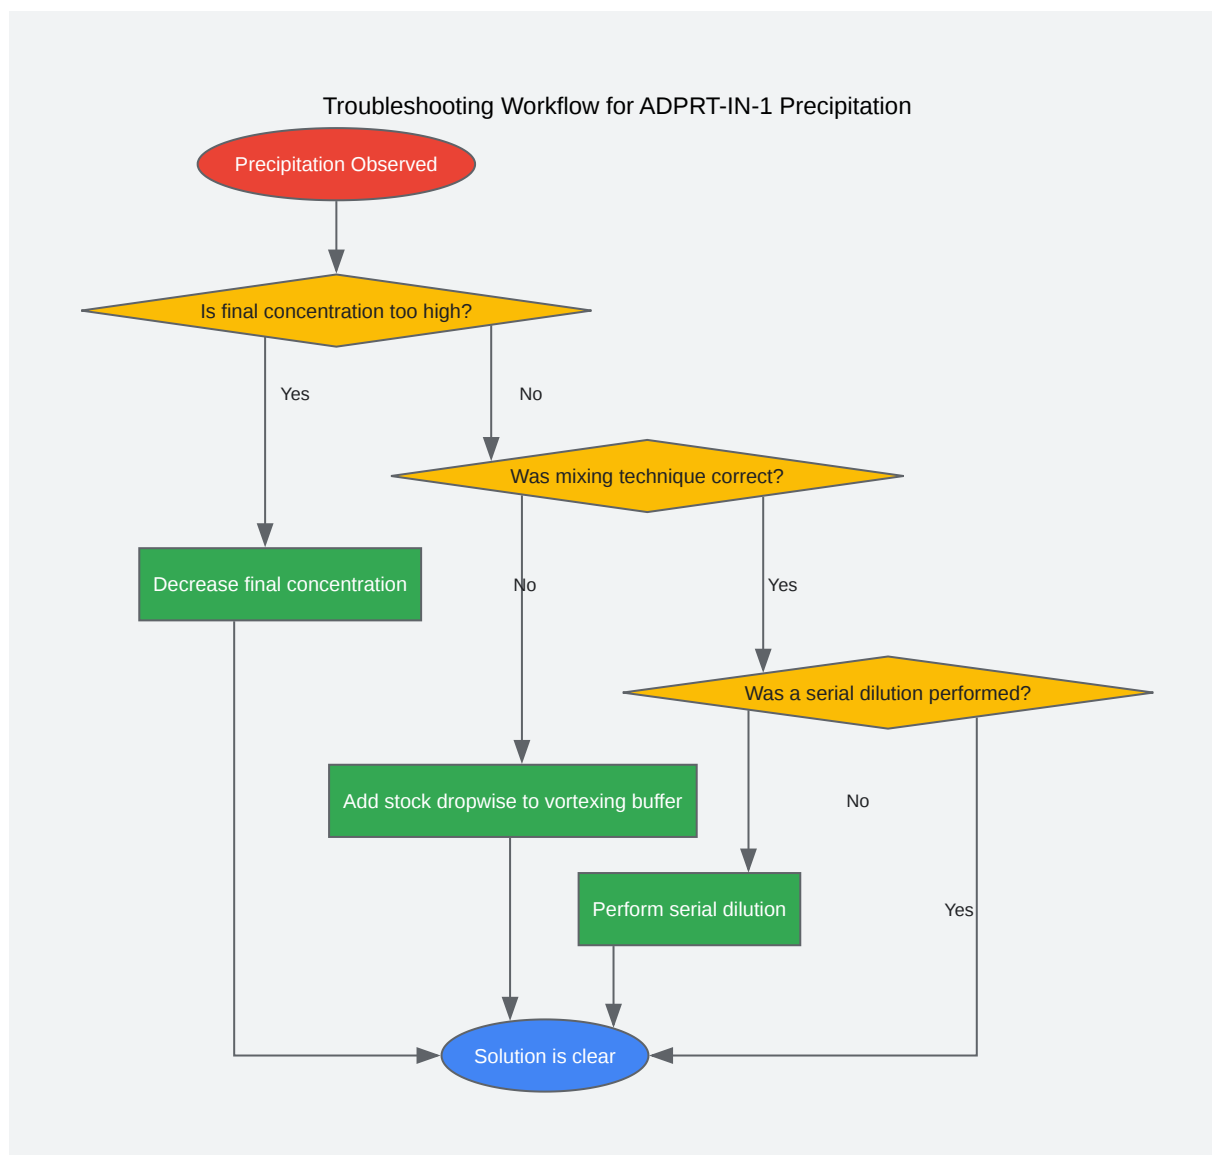 Troubleshooting Workflow for ADPRT-IN-1 Precipitation
Precipitation Observed
Is final concentration too high?
Yes
No
Was mixing technique correct?
Decrease final concentration
No
Yes
Was a serial dilution performed?
Add stock dropwise to vortexing buffer
No
Perform serial dilution
Yes
Solution is clear